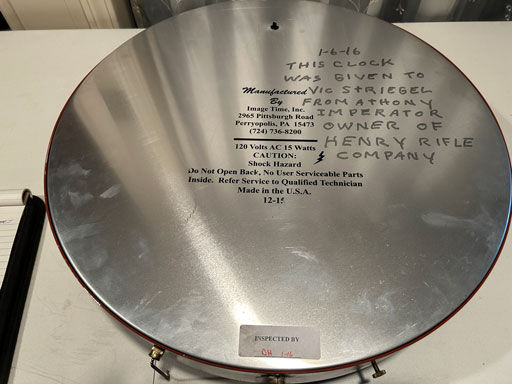 1-6-16
THIS CLOCK
WAS GIVEN TO
VIC STRIEGEL
FROM ATHONY
IMPERATOR
OWNER OF
HENRY RIFLE
COMPANY
Manufactured
By
Image Time, Inc.
2965 Pittsburgh Road
Perryopolis, PA 15473
(724) 736-8200
120 Volts AC 15 Watts
CAUTION:
Shock Hazard
Do Not Open Back, No User Serviceable Parts
Inside. Refer Service to Qualified Technician
Made in the U.S.A.
12-15
INSPECTED BY